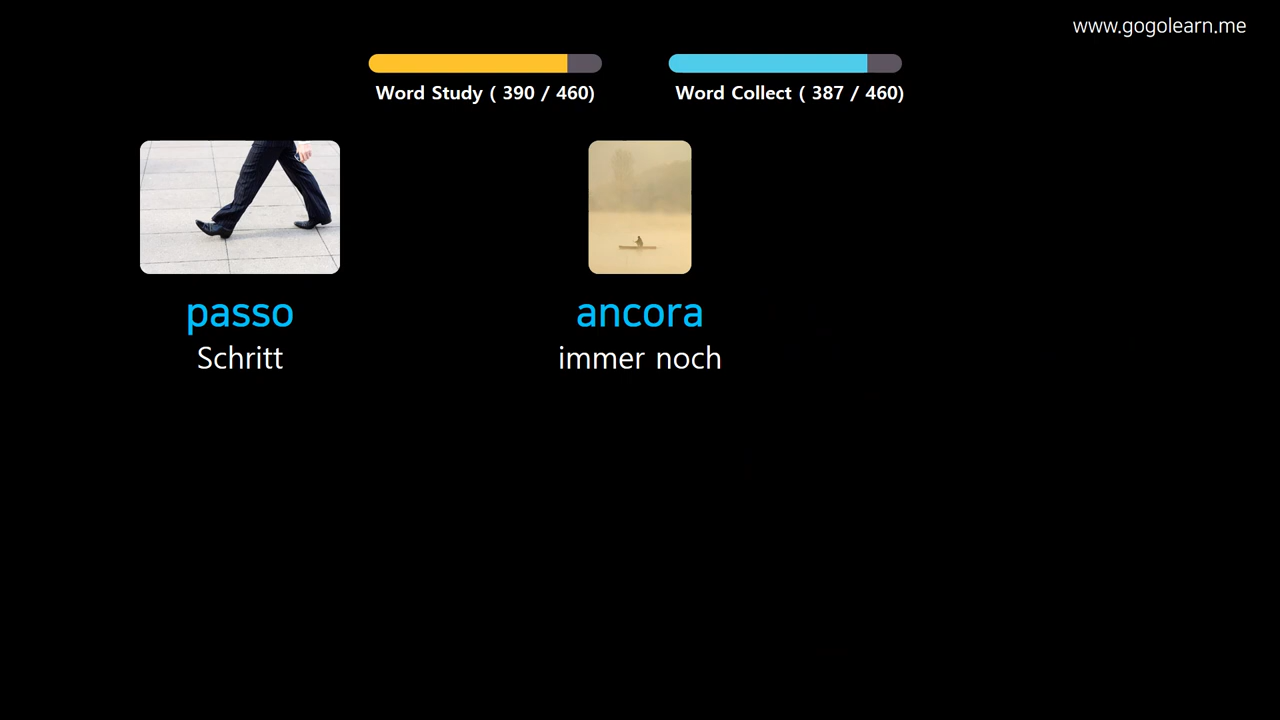 www.gogolearn.me
Word Study ( 390 / 460)
Word Collect ( 387 / 460)
passo
ancora
Schritt
immer noch